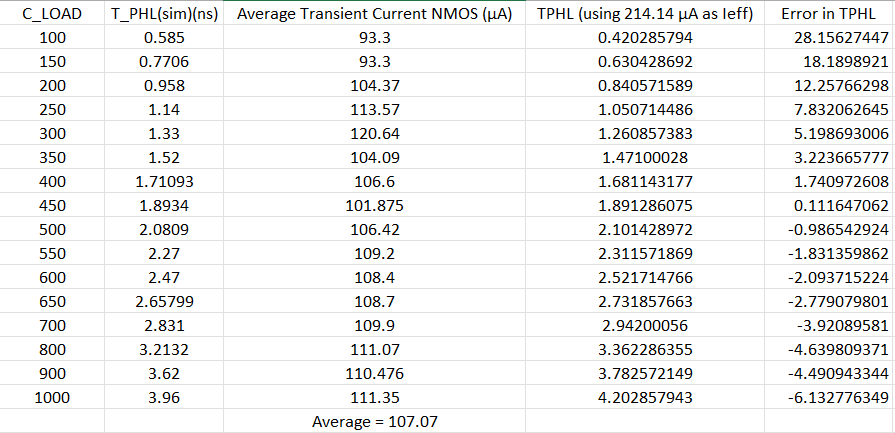 C_LOAD T_PHL(sim)(ns) Average Transient Current NMOS (µA) TPHL (using 214.14 µA as Ieff) Error in TPHL
100 0.585 93.3 0.420285794 28.15627447
150 0.7706 93.3 0.630428692 18.1898921
200 0.958 104.37 0.840571589 12.25766298
250 1.14 113.57 1.050714486 7.832062645
300 1.33 120.64 1.260857383 5.198693006
350 1.52 104.09 1.47100028 3.223665777
400 1.71093 106.6 1.681143177 1.740972608
450 1.8934 101.875 1.891286075 0.111647062
500 2.0809 106.42 2.101428972 -0.986542924
550 2.27 109.2 2.311571869 -1.831359862
600 2.47 108.4 2.521714766 -2.093715224
650 2.65799 108.7 2.731857663 -2.779079801
700 2.831 109.9 2.94200056 -3.92089581
800 3.2132 111.07 3.362286355 -4.639809371
900 3.62 110.476 3.782572149 -4.490943344
1000 3.96 111.35 4.202857943 -6.132776349
Average = 107.07